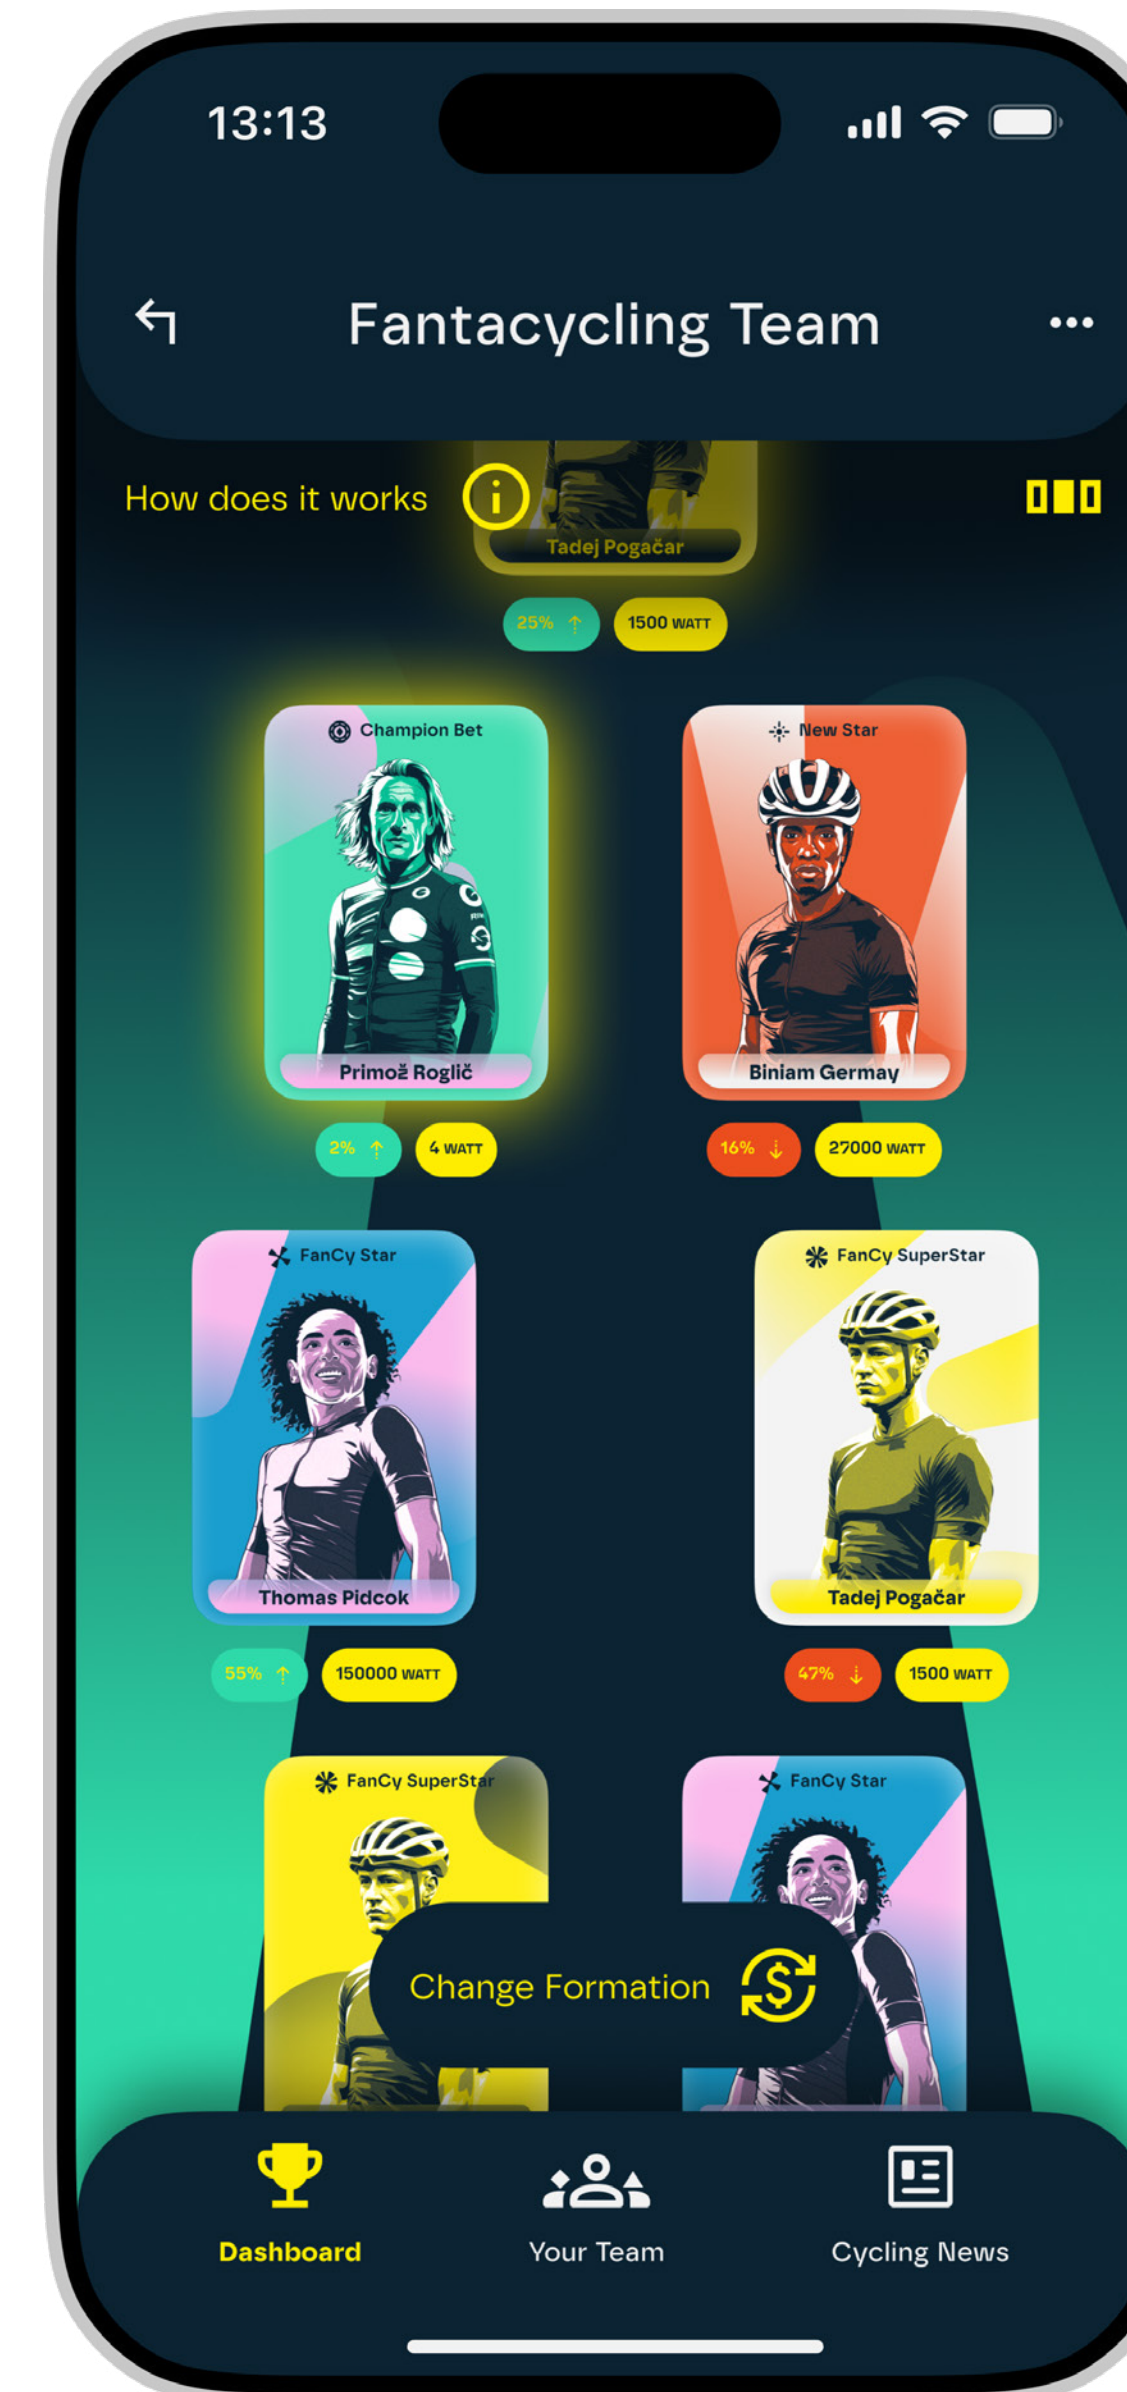 13:13
Fantacycling Team
How does it works
Tadej Pogačar
25%
1500 WATT
Champion Bet
New Star
Primož Roglič
Biniam Germay
2%
4 WATT
16%
27000 WATT
FanCy Star
FanCy SuperStar
Thomas Pidcok
Tadej Pogačar
55%
150000 WATT
47%
1500 WATT
FanCy SuperStar
FanCy Star
Change Formation
Dashboard
Your Team
Cycling News